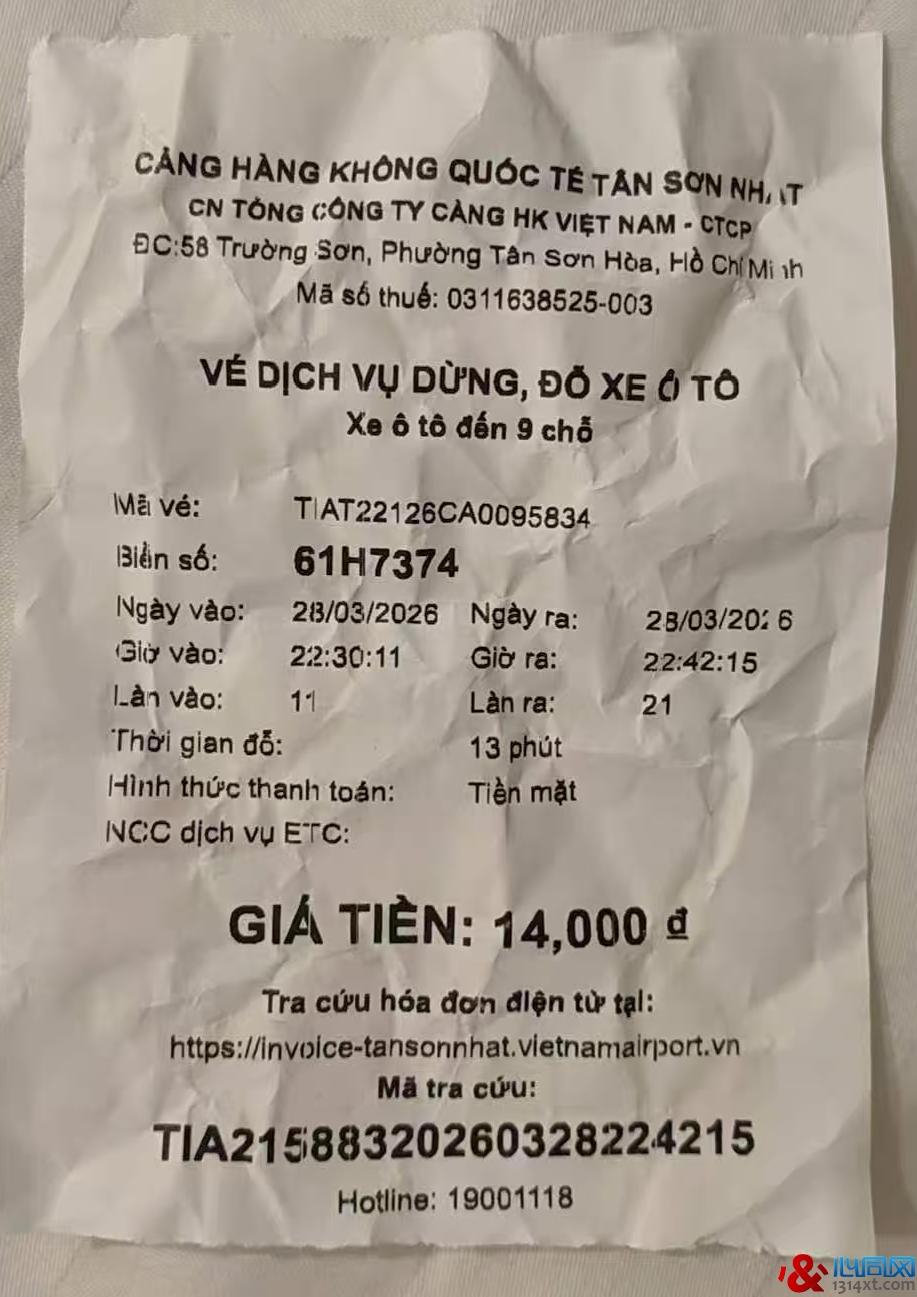 CẢNG HÀNG KHÔNG QUỐC TẾ TÂN SƠN NHẤT
CN TỔNG CÔNG TY CẢNG HK VIỆT NAM - CTCP
ĐC:58 Trường Sơn, Phường Tân Sơn Hòa, Hồ Chí Minh
Mã số thuế: 0311638525-003
VÉ DỊCH VỤ DỪNG, ĐỖ XE Ô TÔ
Xe ô tô đến 9 chỗ
Mã vé: TIAT22126CA0095834
Biển số: 61H7374
Ngày vào: 28/03/2026 Ngày ra: 28/03/2026
Giờ vào: 22:30:11 Giờ ra: 22:42:15
Làn vào: 11 Làn ra: 21
Thời gian đỗ: 13 phút
Hình thức thanh toán: Tiền mặt
NCC dịch vụ ETC:
GIÁ TIỀN: 14,000 ₫
Tra cứu hóa đơn điện tử tại:
https://invoice-tansonnhat.vietnamairport.vn
Mã tra cứu:
TIA21588320260328224215
Hotline: 19001118
心同网
1314xt.com